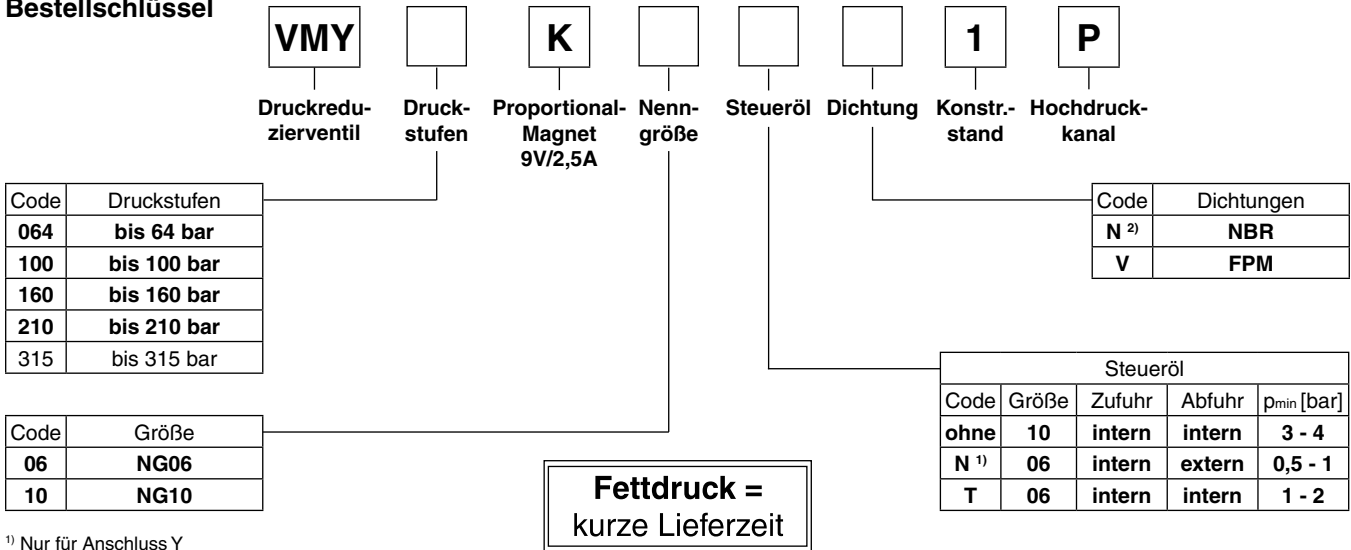 Bestellschlüssel
VMY K 1 P
Druckredu-
zierventil
Druck-
stufen
Proportional-
Magnet
9V/2,5A
Nenn-
größe
Steueröl
Dichtung
Konstr.-
stand
Hochdruck-
kanal
Code Druckstufen
064 bis 64 bar
100 bis 100 bar
160 bis 160 bar
210 bis 210 bar
315 bis 315 bar
Code Dichtungen
N ²⁾ NBR
V FPM
Code Größe
06 NG06
10 NG10
Steueröl
Code Größe Zufuhr Abfuhr pmin [bar]
ohne 10 intern intern 3 - 4
N ¹⁾ 06 intern extern 0,5 - 1
T 06 intern intern 1 - 2
Fettdruck =
kurze Lieferzeit
¹⁾ Nur für Anschluss Y